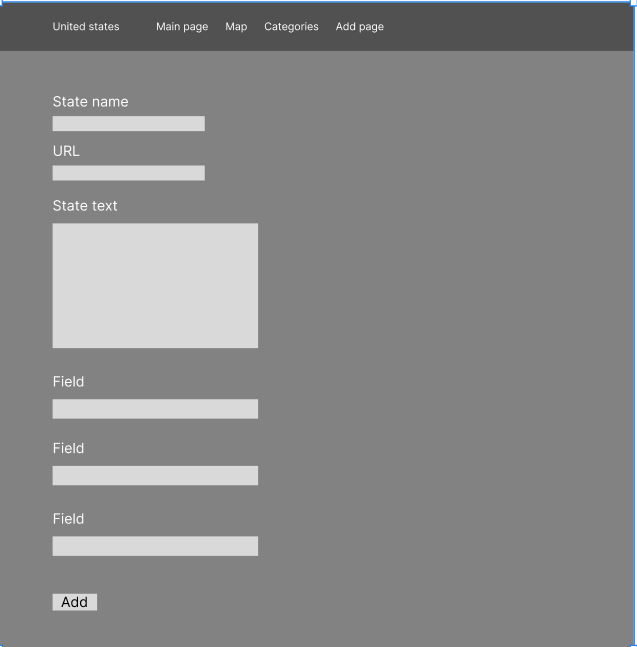 United states Main page Map Categories Add page
State name
URL
State text
Field
Field
Field
Add